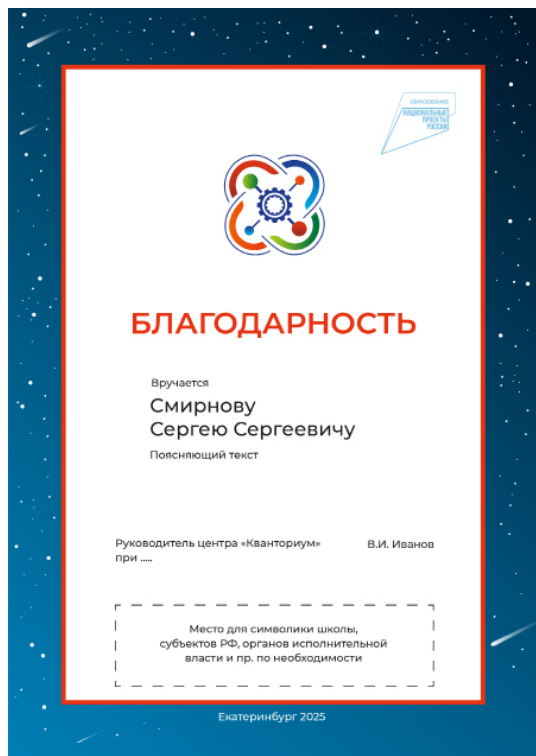 ОБРАЗОВАНИЕ
НАЦИОНАЛЬНЫЕ
ПРОЕКТЫ
РОССИИ
БЛАГОДАРНОСТЬ
Вручается
Смирнову
Сергею Сергеевичу
Поясняющий текст
Руководитель центра «Кванториум»
при .....
В.И. Иванов
Место для символики школы,
субъектов РФ, органов исполнительной
власти и пр. по необходимости
Екатеринбург 2025